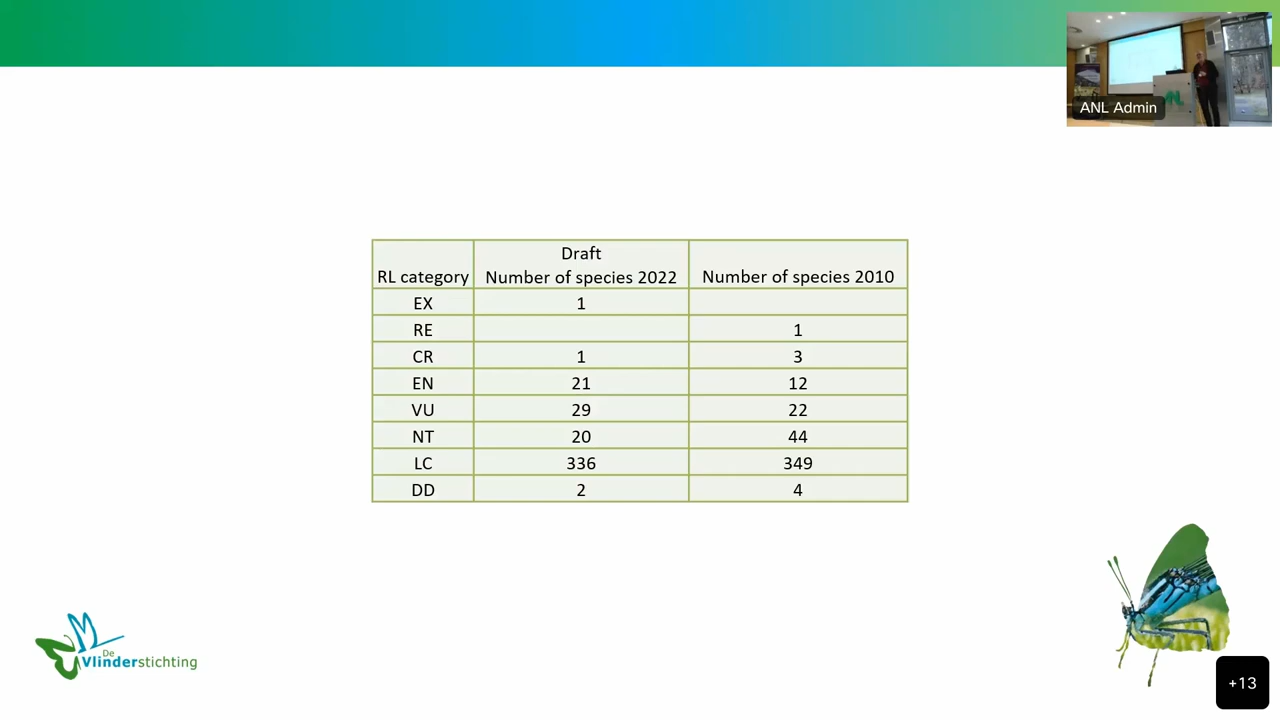 ANL Admin
Draft
RL category Number of species 2022 Number of species 2010
EX 1
RE 1
CR 1 3
EN 21 12
VU 29 22
NT 20 44
LC 336 349
DD 2 4
De
Vlinderstichting
+13